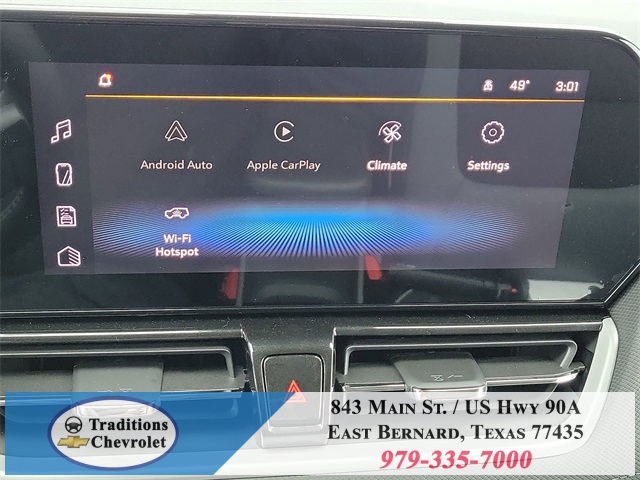 49° 3:01
Android Auto Apple CarPlay Climate Settings
Wi-Fi
Hotspot
Traditions
Chevrolet
843 Main St. / US Hwy 90A
East Bernard, Texas 77435
979-335-7000